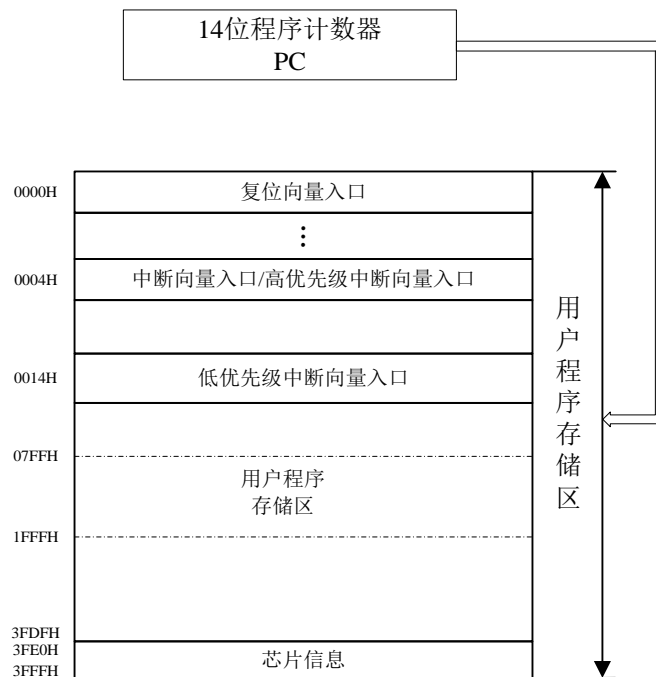 14位程序计数器
PC
0000H
复位向量入口
⋮
0004H
中断向量入口/高优先级中断向量入口
0014H
低优先级中断向量入口
07FFH
用户程序
存储区
1FFFH
3FDFH
3FE0H
芯片信息
3FFFH
用户程序存储区